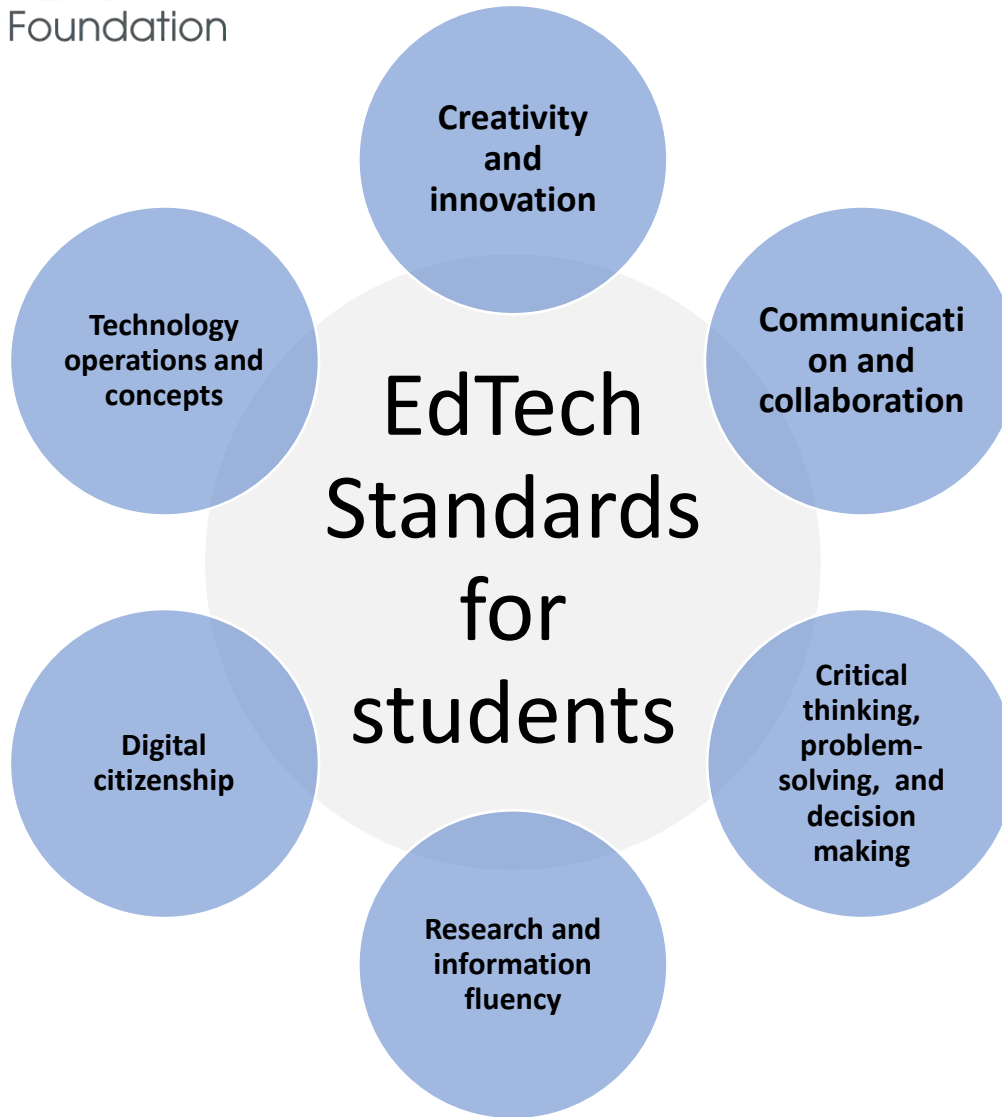 Foundation
Creativity
and
innovation
Communicati
on and
collaboration
Critical
thinking,
problem-
solving,  and
decision
making
Research and
information
fluency
Digital
citizenship
Technology
operations and
concepts
EdTech
Standards
for
students